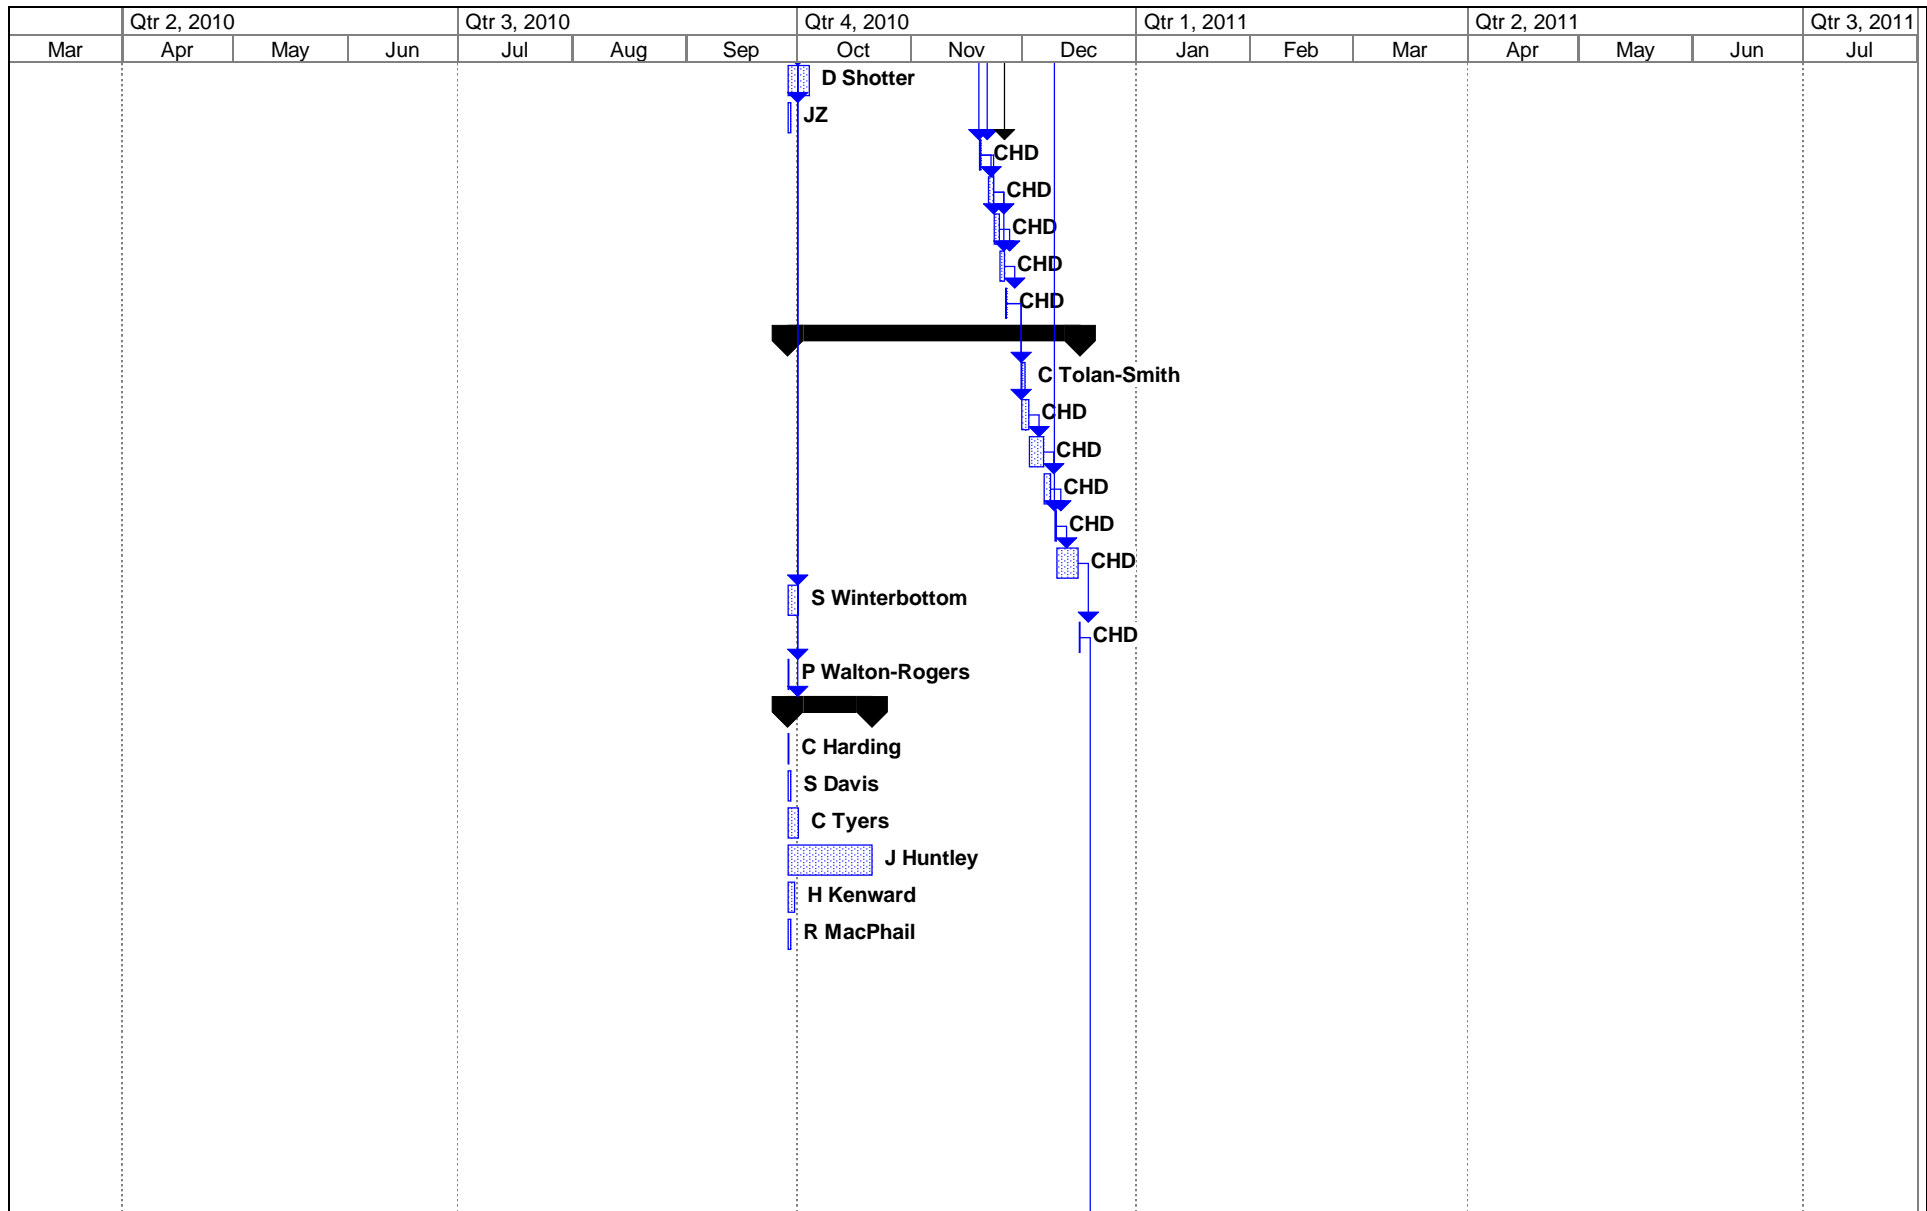 Qtr 2, 2010 Qtr 3, 2010 Qtr 4, 2010 Qtr 1, 2011 Qtr 2, 2011 Qtr 3, 2011
Mar Apr May Jun Jul Aug Sep Oct Nov Dec Jan Feb Mar Apr May Jun Jul
D Shotter
JZ
CHD
CHD
CHD
CHD
CHD
C Tolan-Smith
CHD
CHD
CHD
CHD
CHD
S Winterbottom
CHD
P Walton-Rogers
C Harding
S Davis
C Tyers
J Huntley
H Kenward
R MacPhail